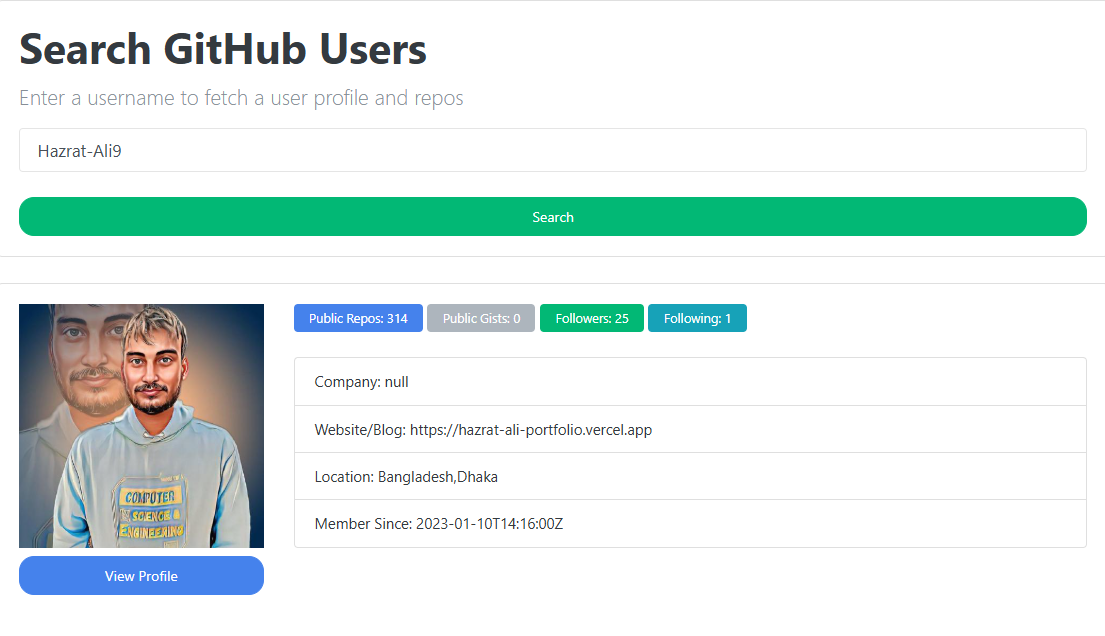 Search GitHub Users
Enter a username to fetch a user profile and repos
Hazrat-Ali9
Search
Public Repos: 314 Public Gists: 0 Followers: 25 Following: 1
Company: null
Website/Blog: https://hazrat-ali-portfolio.vercel.app
Location: Bangladesh,Dhaka
Member Since: 2023-01-10T14:16:00Z
COMPUTER
SCIENCE &
ENGINEERING
View Profile